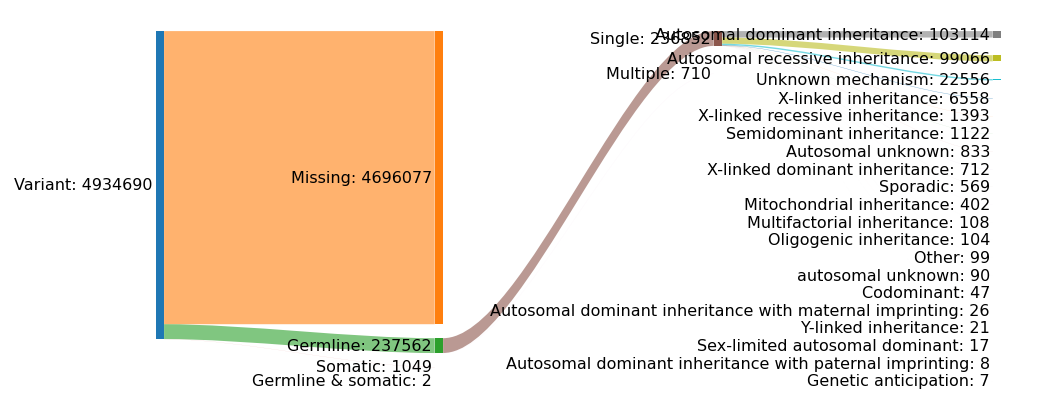 Variant: 4934690
Missing: 4696077
Germline: 237562
Somatic: 1049
Germline & somatic: 2
Single: 236852
Multiple: 710
Autosomal dominant inheritance: 103114
Autosomal recessive inheritance: 99066
Unknown mechanism: 22556
X-linked inheritance: 6558
X-linked recessive inheritance: 1393
Semidominant inheritance: 1122
Autosomal unknown: 833
X-linked dominant inheritance: 712
Sporadic: 569
Mitochondrial inheritance: 402
Multifactorial inheritance: 108
Oligogenic inheritance: 104
Other: 99
autosomal unknown: 90
Codominant: 47
Autosomal dominant inheritance with maternal imprinting: 26
Y-linked inheritance: 21
Sex-limited autosomal dominant: 17
Autosomal dominant inheritance with paternal imprinting: 8
Genetic anticipation: 7